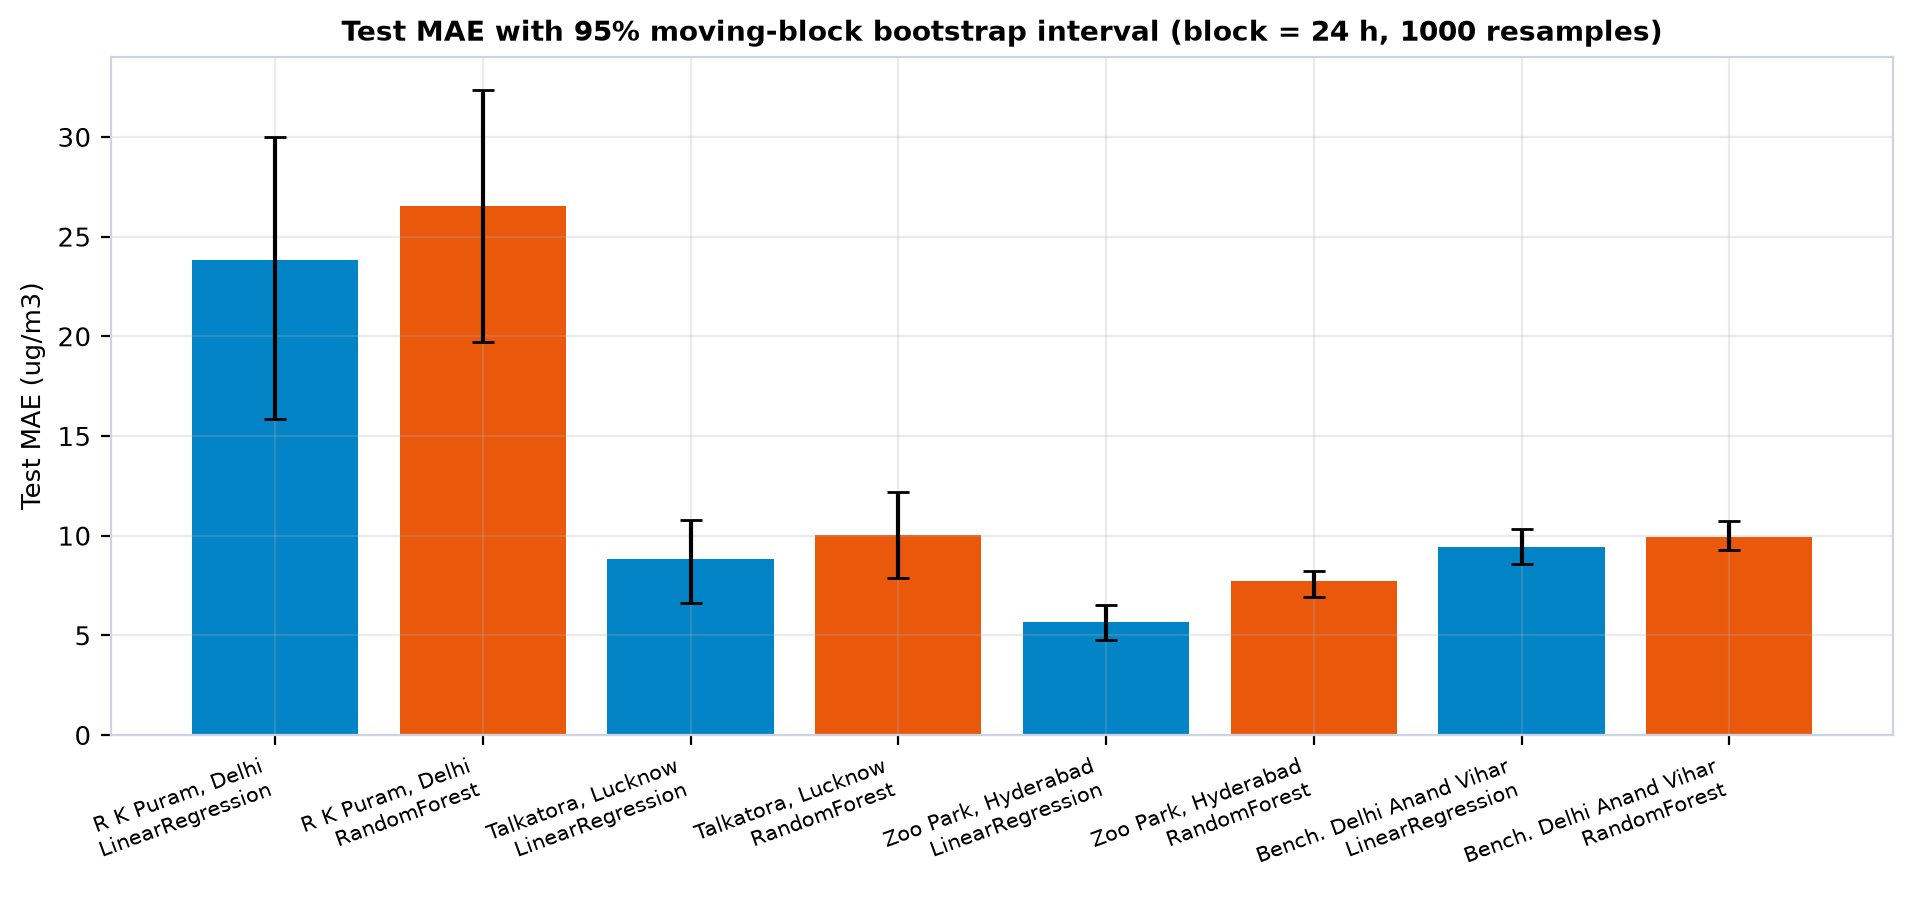 Test MAE with 95% moving-block bootstrap interval (block = 24 h, 1000 resamples)
Test MAE (ug/m3)
30
25
20
15
10
5
0
R K Puram, Delhi
LinearRegression
R K Puram, Delhi
RandomForest
Talkatora, Lucknow
LinearRegression
Talkatora, Lucknow
RandomForest
Zoo Park, Hyderabad
LinearRegression
Zoo Park, Hyderabad
RandomForest
Bench. Delhi Anand Vihar
LinearRegression
Bench. Delhi Anand Vihar
RandomForest